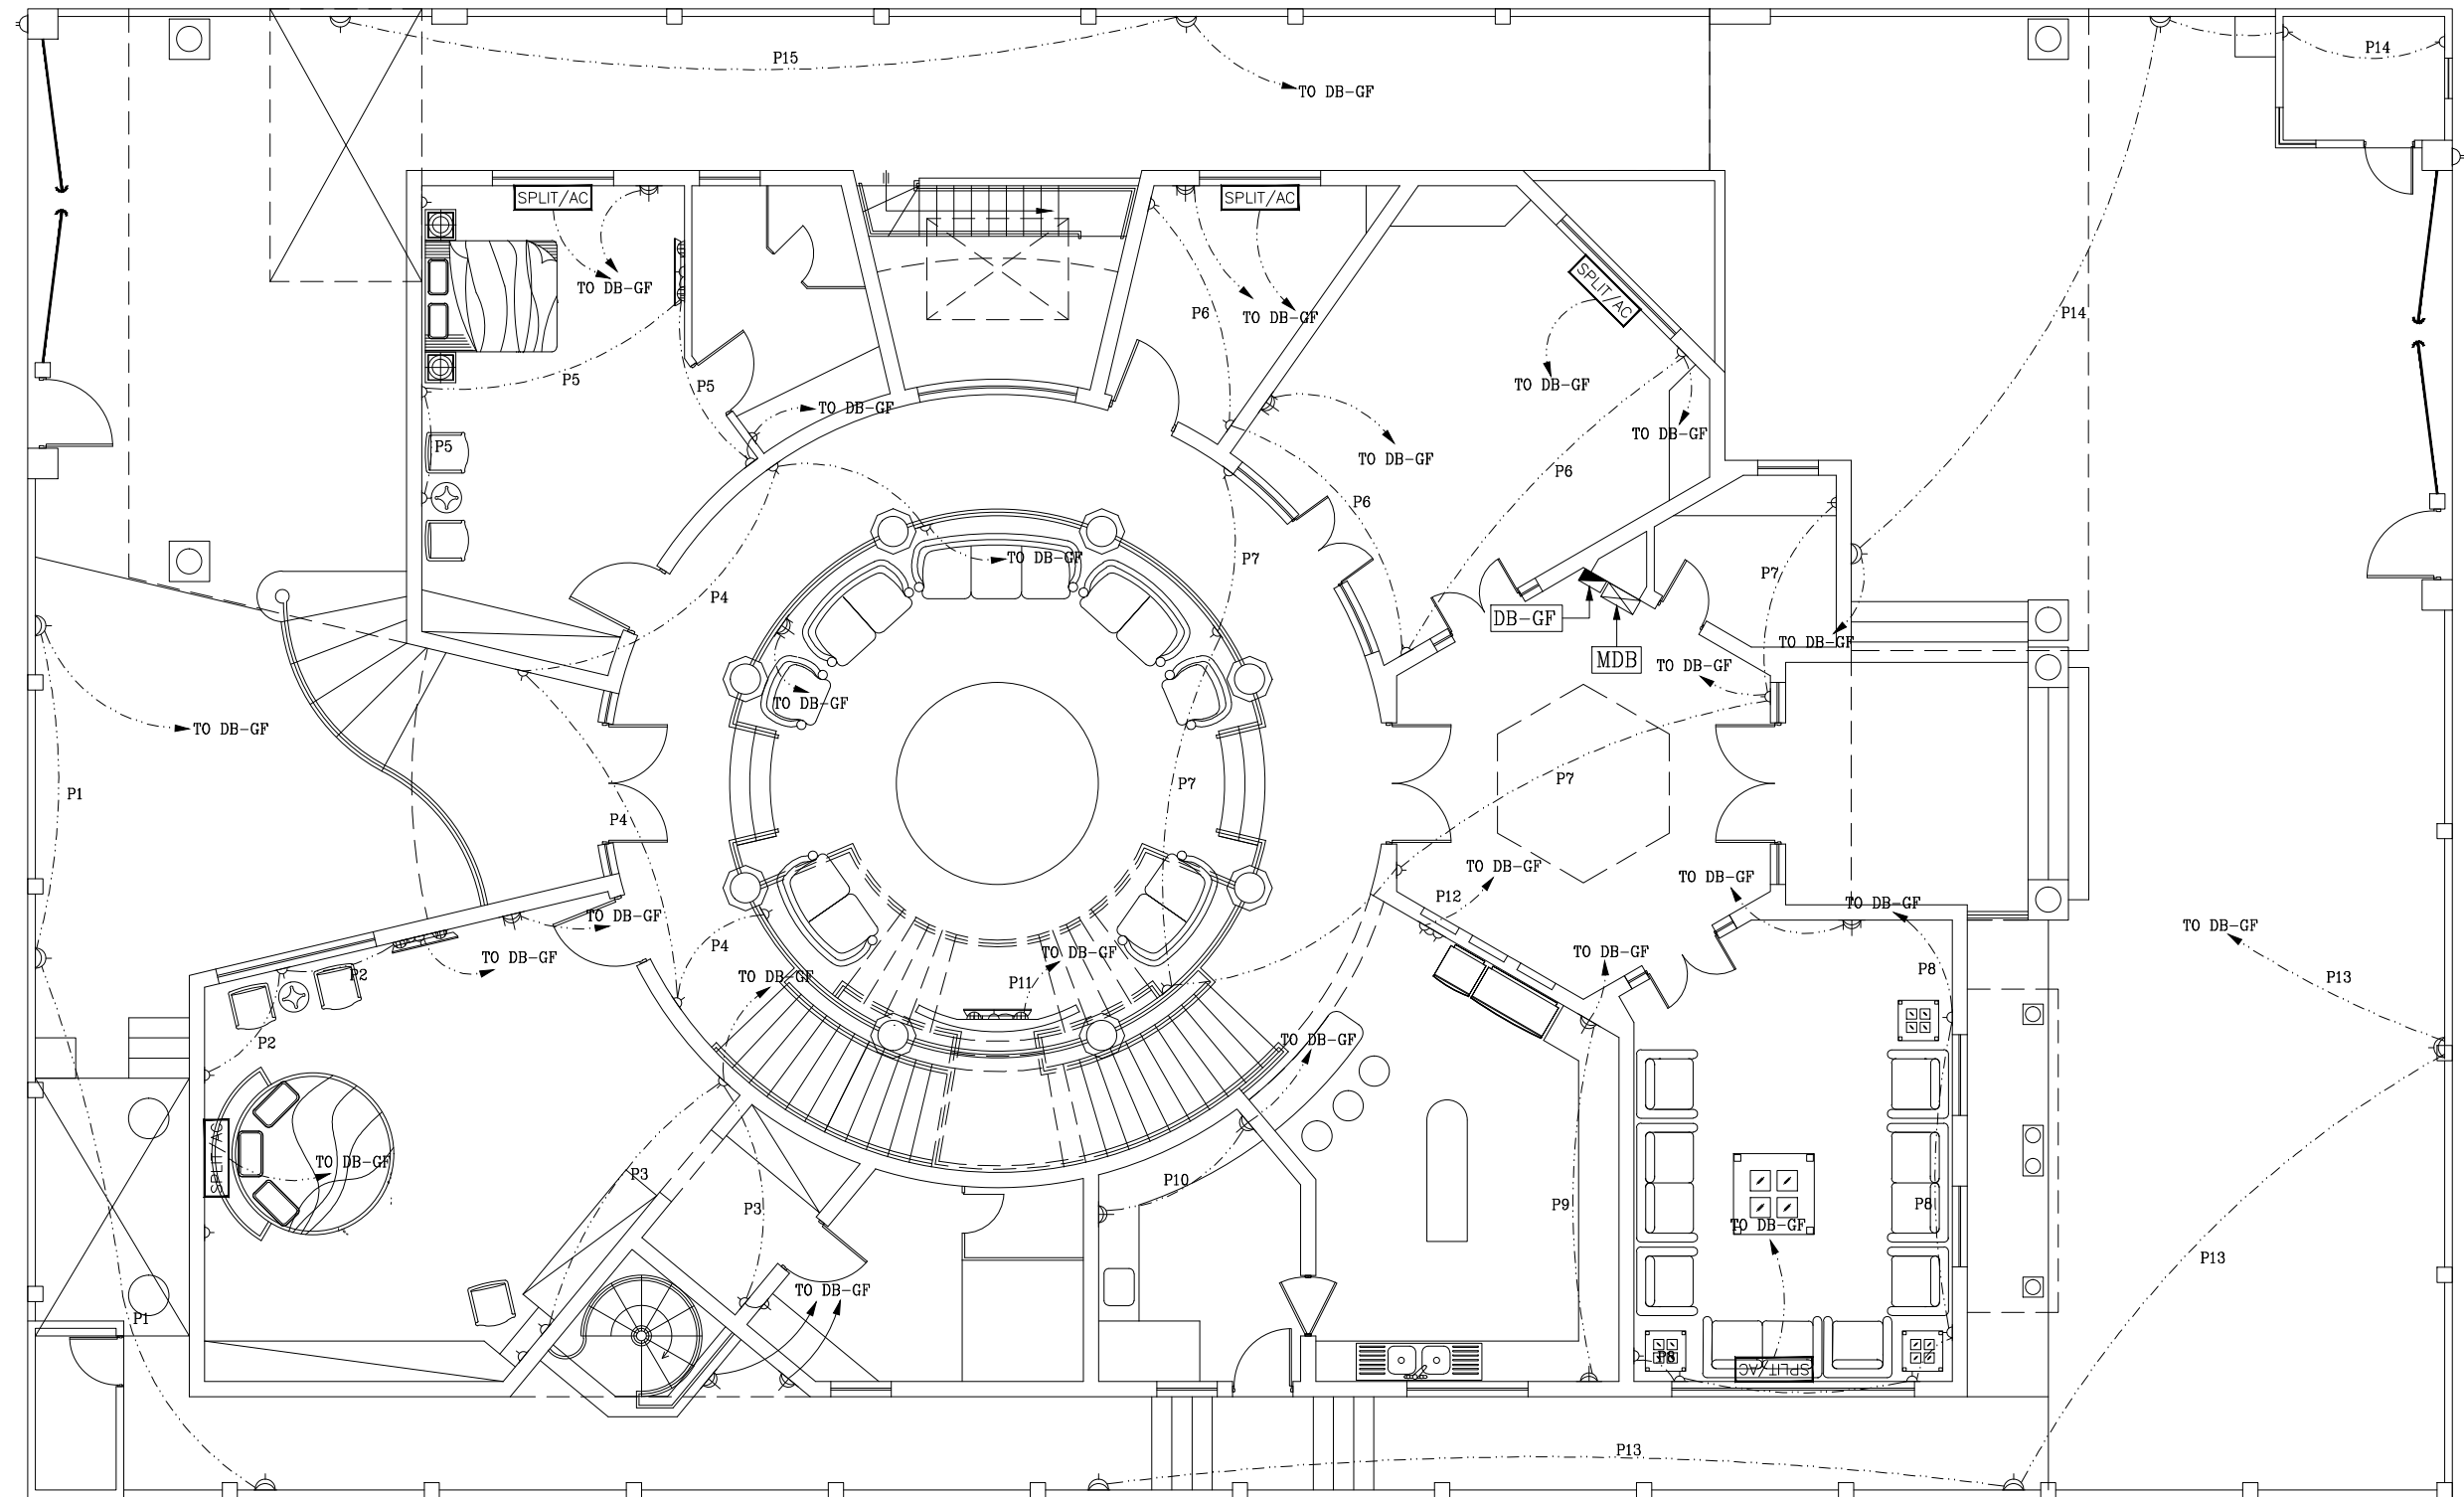 P15
P14
TO DB-GF
SPLIT/AC
SPLIT/AC
TO DB-GF
SPLIT/AC
P6
TO DB-GF
P14
P5
P5
TO DB-GF
TO DB-GF
P5
TO DB-GF
TO DB-GF
P6
P6
TO DB-GF
P7
P7
P4
DB-GF
TO DB-GF
MDB
TO DB-GF
TO DB-GF
TO DB-GF
P1
P7
P7
P4
TO DB-GF
TO DB-GF
P12
TO DB-GF
TO DB-GF
TO DB-GF
P4
TO DB-GF
TO DB-GF
TO DB-GF
P2
TO DB-GF
P11
P8
P13
P2
TO DB-GF
SPLIT/AC
TO DB-GF
P3
P10
P3
P9
P8
TO DB-GF
P13
TO DB-GF
P1
P8
SPLIT/AC
P13